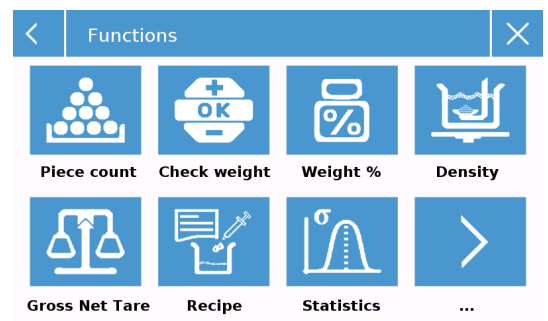 Functions
OK
%
Piece count Check weight Weight % Density
σ
Gross Net Tare Recipe Statistics ...